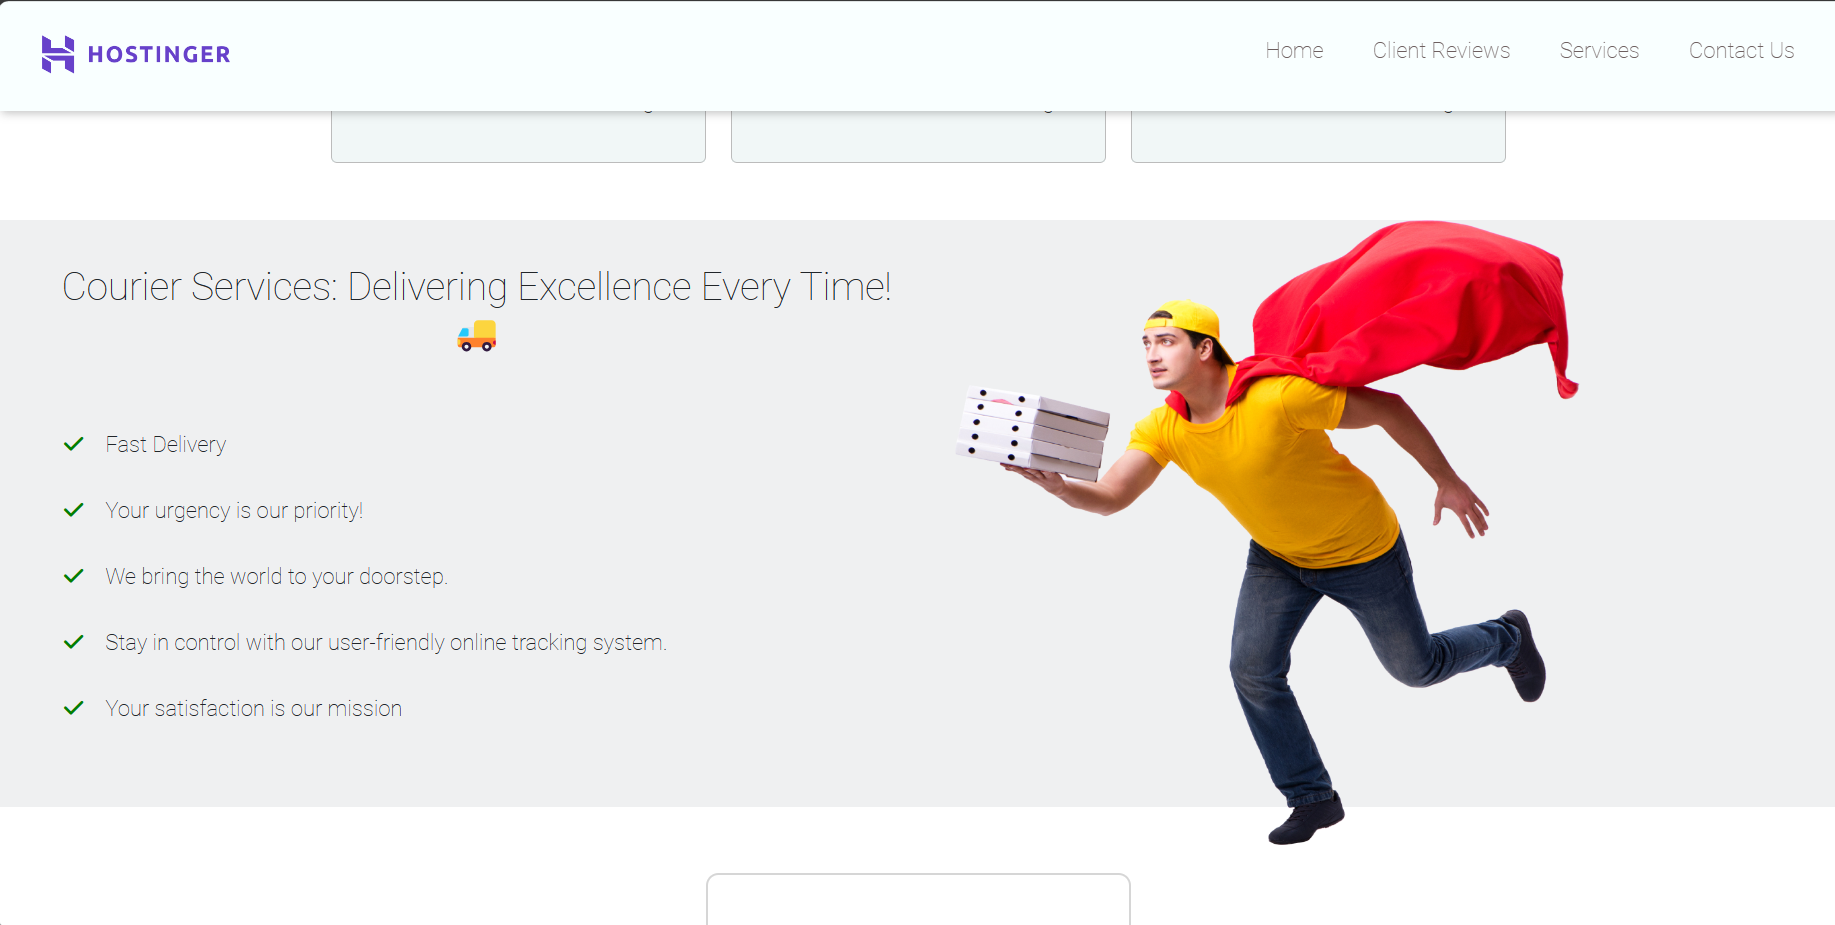 HOSTINGER
Home Client Reviews Services Contact Us
Courier Services: Delivering Excellence Every Time!
Fast Delivery
Your urgency is our priority!
We bring the world to your doorstep.
Stay in control with our user-friendly online tracking system.
Your satisfaction is our mission